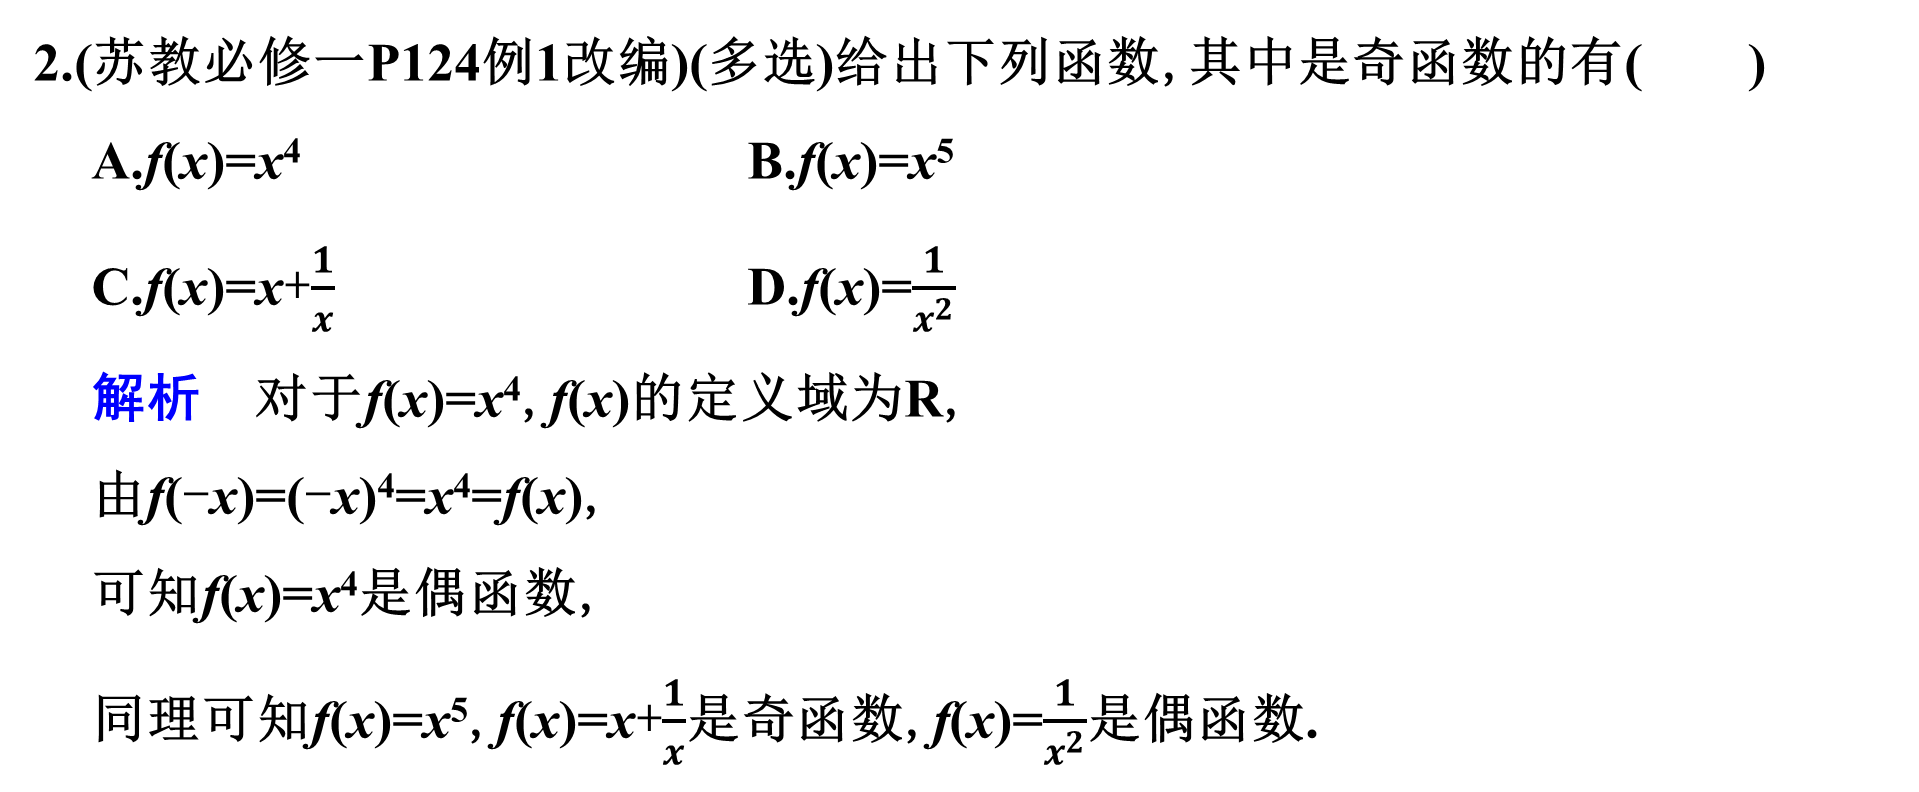 2.(苏教必修一P124例1改编)(多选)给出下列函数,其中是奇函数的有(　　)
A.f(x)=x⁴　　B.f(x)=x⁵
C.f(x)=x+1/x　　D.f(x)=1/x²
解析　对于f(x)=x⁴,f(x)的定义域为R,
由f(−x)=(−x)⁴=x⁴=f(x),
可知f(x)=x⁴是偶函数,
同理可知f(x)=x⁵,f(x)=x+1/x是奇函数,f(x)=1/x²是偶函数.